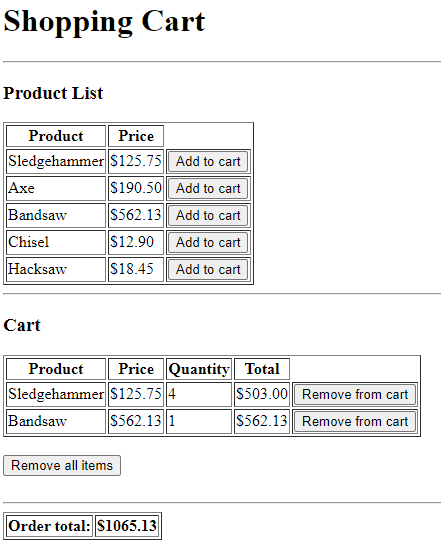 Shopping Cart
Product List
Product Price
Sledgehammer $125.75 Add to cart
Axe $190.50 Add to cart
Bandsaw $562.13 Add to cart
Chisel $12.90 Add to cart
Hacksaw $18.45 Add to cart
Cart
Product Price Quantity Total
Sledgehammer $125.75 4 $503.00 Remove from cart
Bandsaw $562.13 1 $562.13 Remove from cart
Remove all items
Order total: $1065.13